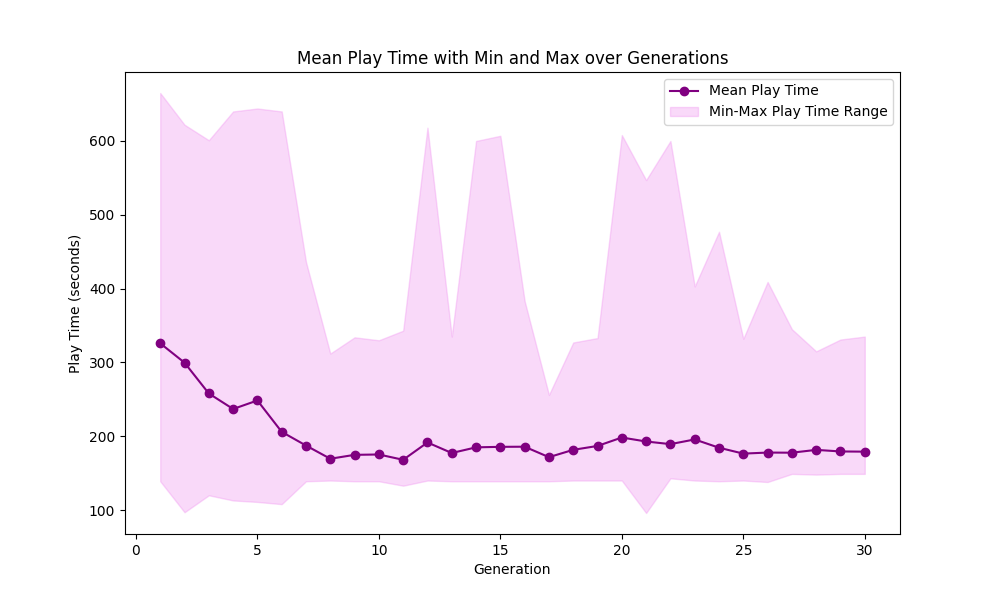 Mean Play Time with Min and Max over Generations
Mean Play Time
Min-Max Play Time Range
Play Time (seconds)
600
500
400
300
200
100
0 5 10 15 20 25 30
Generation